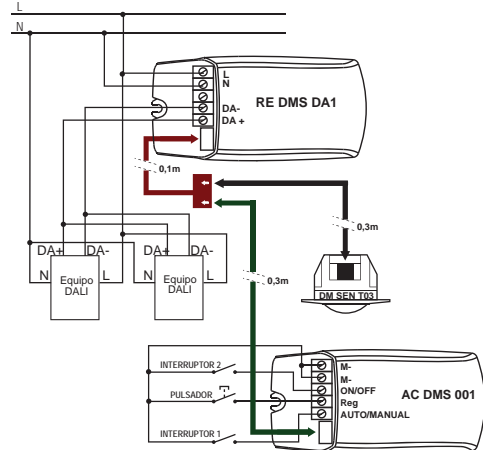 L
N
L
N
DA-
DA +
RE DMS DA1
0,1m
0,3m
DA+ DA-
DA+ DA-
N Equipo DALI L
N Equipo DALI L
0,3m
DM SEN T03
INTERRUPTOR 2
PULSADOR
INTERRUPTOR 1
M-
M-
ON/OFF
Reg
AUTO/MANUAL
AC DMS 001